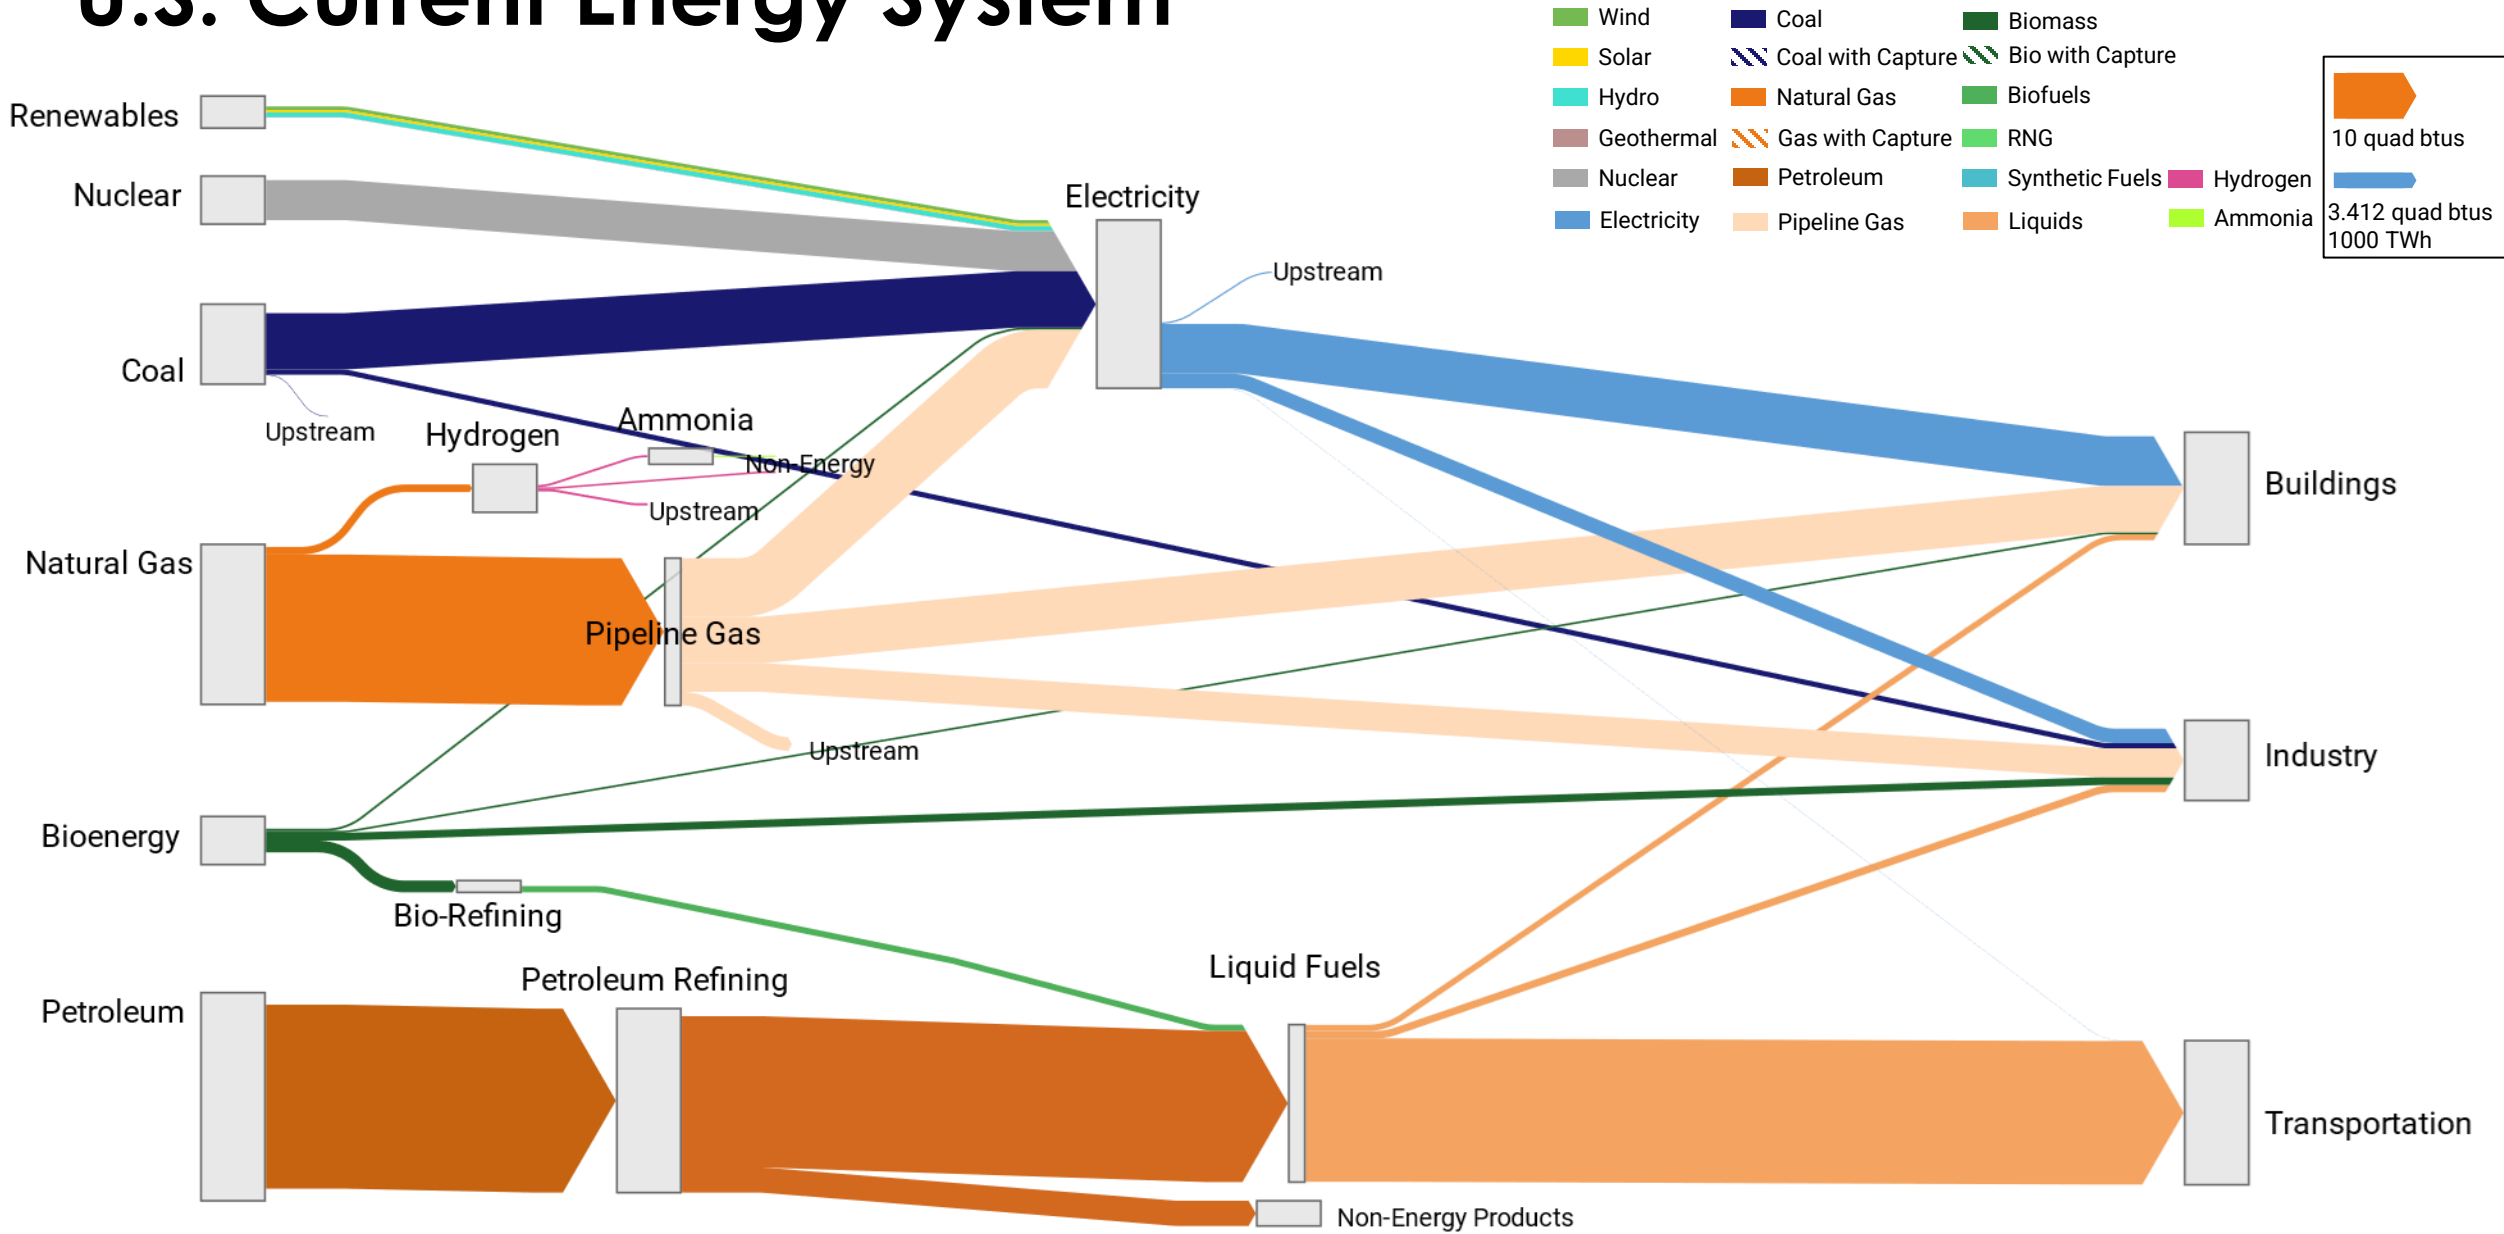 U.S. Current Energy System
Wind
Coal
Biomass
Solar
Coal with Capture
Bio with Capture
Hydro
Natural Gas
Biofuels
10 quad btus
Geothermal
Gas with Capture
RNG
Nuclear
Petroleum
Synthetic Fuels
Hydrogen
Electricity
Pipeline Gas
Liquids
Ammonia
3.412 quad btus
1000 TWh
Renewables
Nuclear
Electricity
Upstream
Coal
Upstream
Hydrogen
Ammonia
Non-Energy
Upstream
Buildings
Natural Gas
Pipeline Gas
Upstream
Industry
Bioenergy
Bio-Refining
Petroleum Refining
Liquid Fuels
Petroleum
Transportation
Non-Energy Products